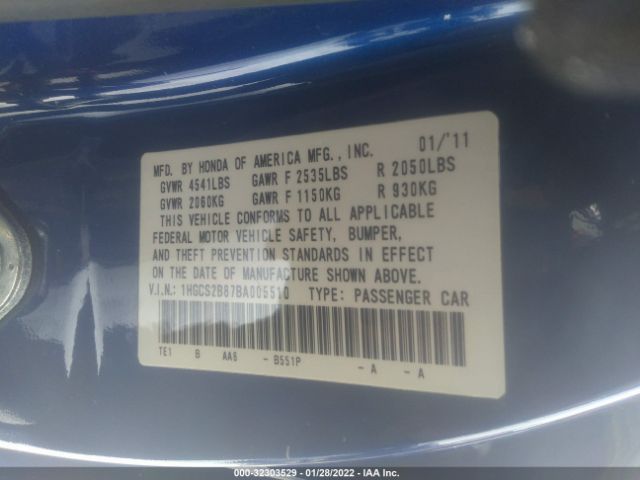 01/'11
MFD. BY HONDA OF AMERICA MFG., INC.
GVWR 4541LBS GAWR F 2535LBS R 2050LBS
GVWR 2060KG GAWR F 1150KG R 930KG
THIS VEHICLE CONFORMS TO ALL APPLICABLE
FEDERAL MOTOR VEHICLE SAFETY, BUMPER,
AND THEFT PREVENTION STANDARDS IN EFFECT
ON THE DATE OF MANUFACTURE SHOWN ABOVE.
V.I.N.: 1HGCS2B87BA005510 TYPE: PASSENGER CAR
TE1 B AA8 - B551P - A - A
000-32303529 - 01/28/2022 - IAA Inc.